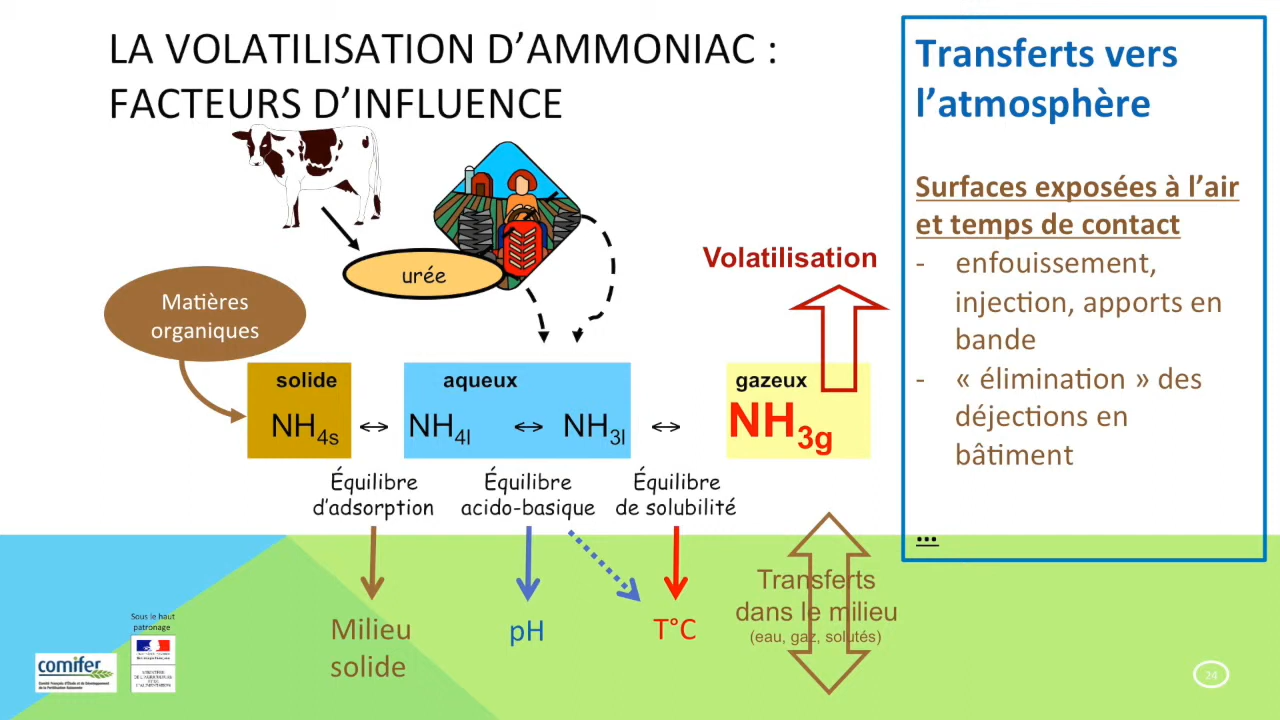 LA VOLATILISATION D’AMMONIAC :
FACTEURS D’INFLUENCE
Transferts vers
l’atmosphère
Surfaces exposées à l’air
et temps de contact
- enfouissement,
injection, apports en
bande
- « élimination » des
déjections en
bâtiment
...
urée
Volatilisation
Matières
organiques
solide
aqueux
gazeux
NH4s ↔ NH4l ↔ NH3l ↔ NH3g
Équilibre
d’adsorption
Équilibre
acido-basique
Équilibre
de solubilité
Milieu
solide
pH
T°C
Transferts
dans le milieu
(eau, gaz, solutés)
Sous le haut
patronage
comifer
24